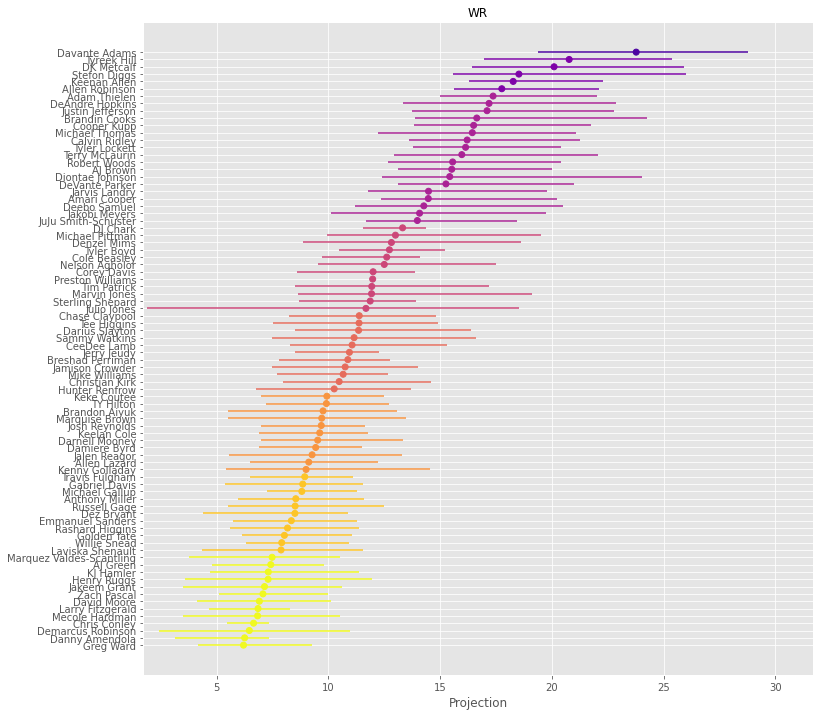 WR
Davante Adams
Tyreek Hill
DK Metcalf
Stefon Diggs
Keenan Allen
Allen Robinson
Adam Thielen
DeAndre Hopkins
Justin Jefferson
Brandin Cooks
Cooper Kupp
Michael Thomas
Calvin Ridley
Tyler Lockett
Terry McLaurin
Robert Woods
AJ Brown
Diontae Johnson
DeVante Parker
Jarvis Landry
Amari Cooper
Deebo Samuel
Jakobi Meyers
JuJu Smith-Schuster
DJ Chark
Michael Pittman
Denzel Mims
Tyler Boyd
Cole Beasley
Nelson Agholor
Corey Davis
Preston Williams
Tim Patrick
Marvin Jones
Sterling Shepard
Julio Jones
Chase Claypool
Tee Higgins
Darius Slayton
Sammy Watkins
CeeDee Lamb
Jerry Jeudy
Breshad Perriman
Jamison Crowder
Mike Williams
Christian Kirk
Hunter Renfrow
Keke Coutee
TY Hilton
Brandon Aiyuk
Marquise Brown
Josh Reynolds
Keelan Cole
Darnell Mooney
Damiere Byrd
Jalen Reagor
Allen Lazard
Kenny Golladay
Travis Fulgham
Gabriel Davis
Michael Gallup
Anthony Miller
Russell Gage
Dez Bryant
Emmanuel Sanders
Rashard Higgins
Golden Tate
Willie Snead
Laviska Shenault
Marquez Valdes-Scantling
AJ Green
KJ Hamler
Henry Ruggs
Jakeem Grant
Zach Pascal
David Moore
Larry Fitzgerald
Mecole Hardman
Chris Conley
Demarcus Robinson
Danny Amendola
Greg Ward
5 10 15 20 25 30
Projection